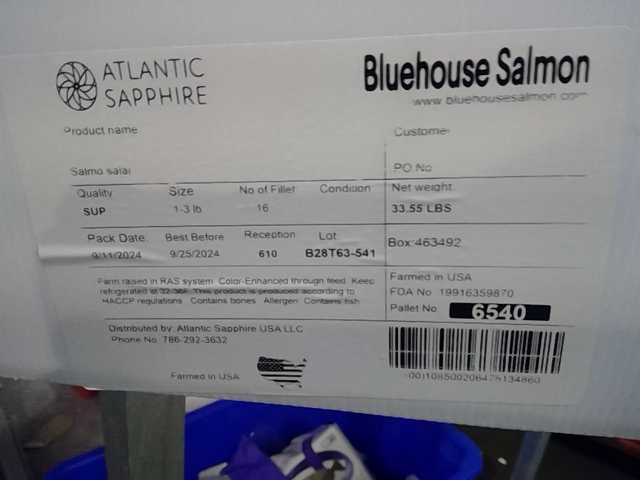 ATLANTIC
SAPPHIRE
Bluehouse Salmon
www.bluehousesalmon.com
Product name
Customer
Salmo salar
PO No
Quality Size No of Fillet Condition Net weight
SUP 1-3 lb 16 33.55 LBS
Pack Date: Best Before Reception Lot
9/11/2024 9/25/2024 610 B28T63-541
Box:463492
Farm raised in RAS system Color-Enhanced through feed. Keep
refrigerated at 32-36F. This product is produced according to
HACCP regulations Contains bones Allergen Contains fish
Farmed in USA
FDA No 19916359870
Pallet No 6540
Distributed by: Atlantic Sapphire USA LLC
Phone No 786-292-3632
Farmed in USA